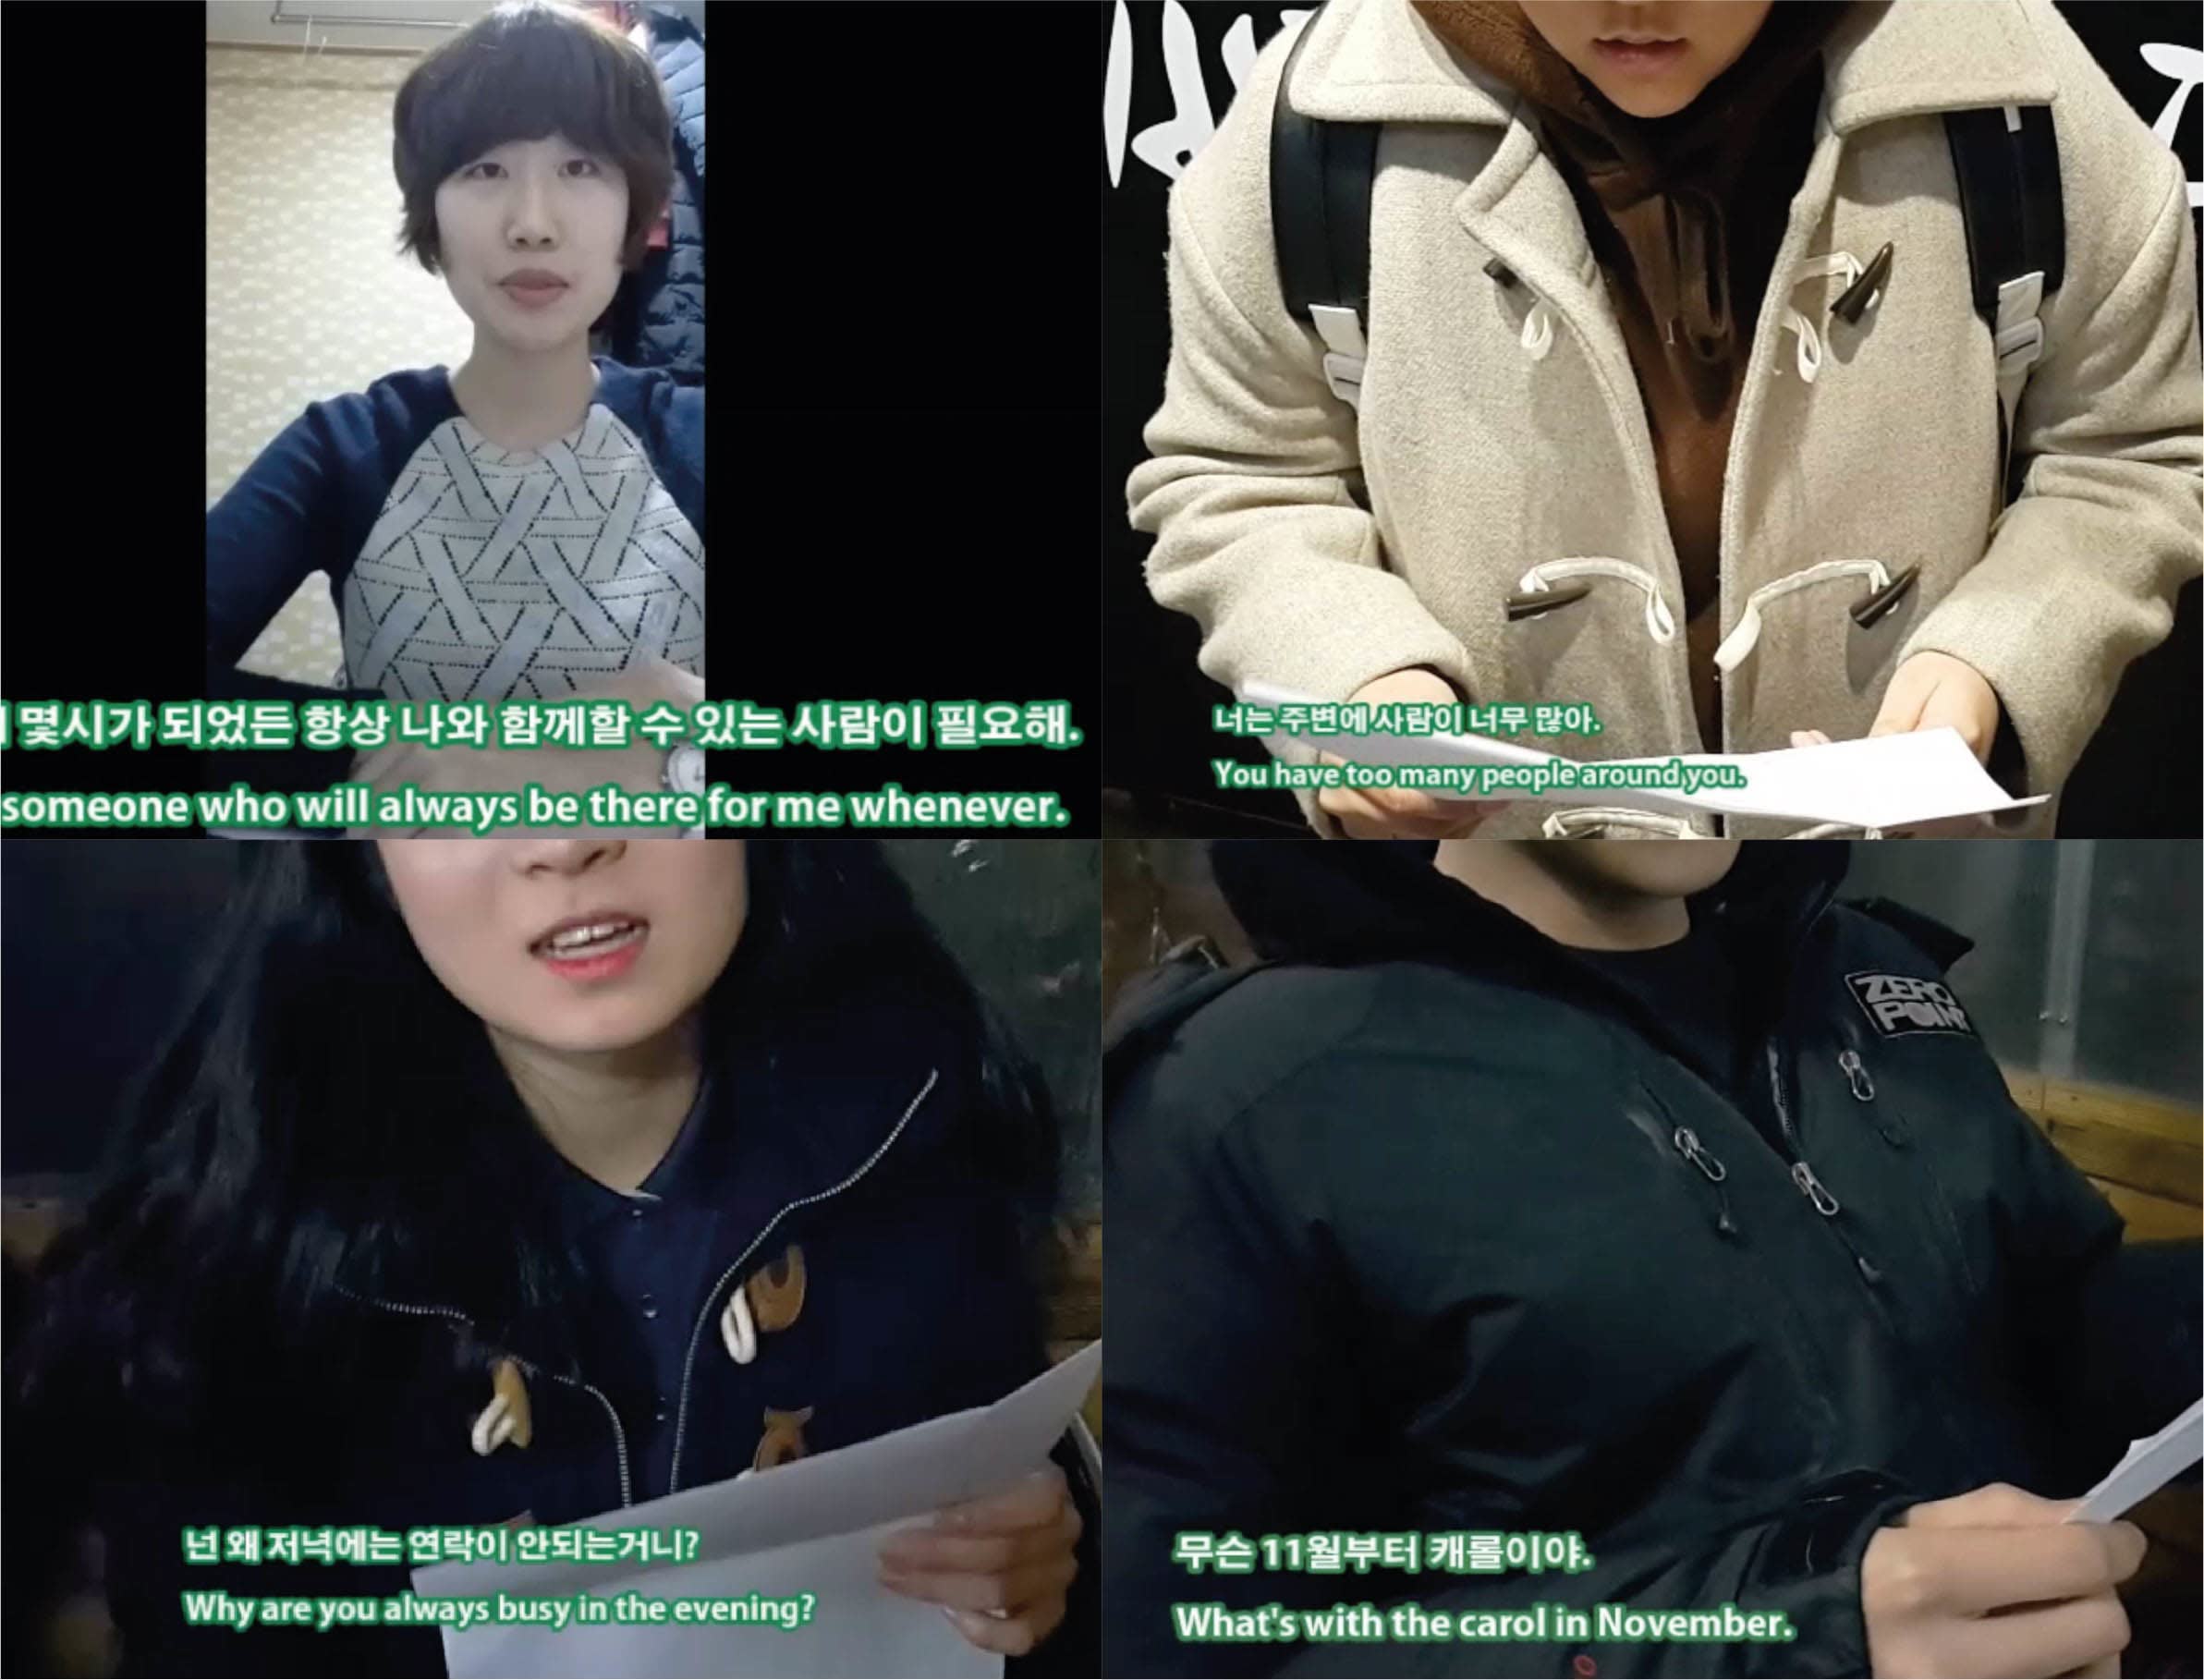 몇시가 되었든 항상 나와 함께할 수 있는 사람이 필요해.
someone who will always be there for me whenever.
너는 주변에 사람이 너무 많아.
You have too many people around you.
ZERO
POINT
넌 왜 저녁에는 연락이 안되는거니?
Why are you always busy in the evening?
무슨 11월부터 캐롤이야.
What's with the carol in November.